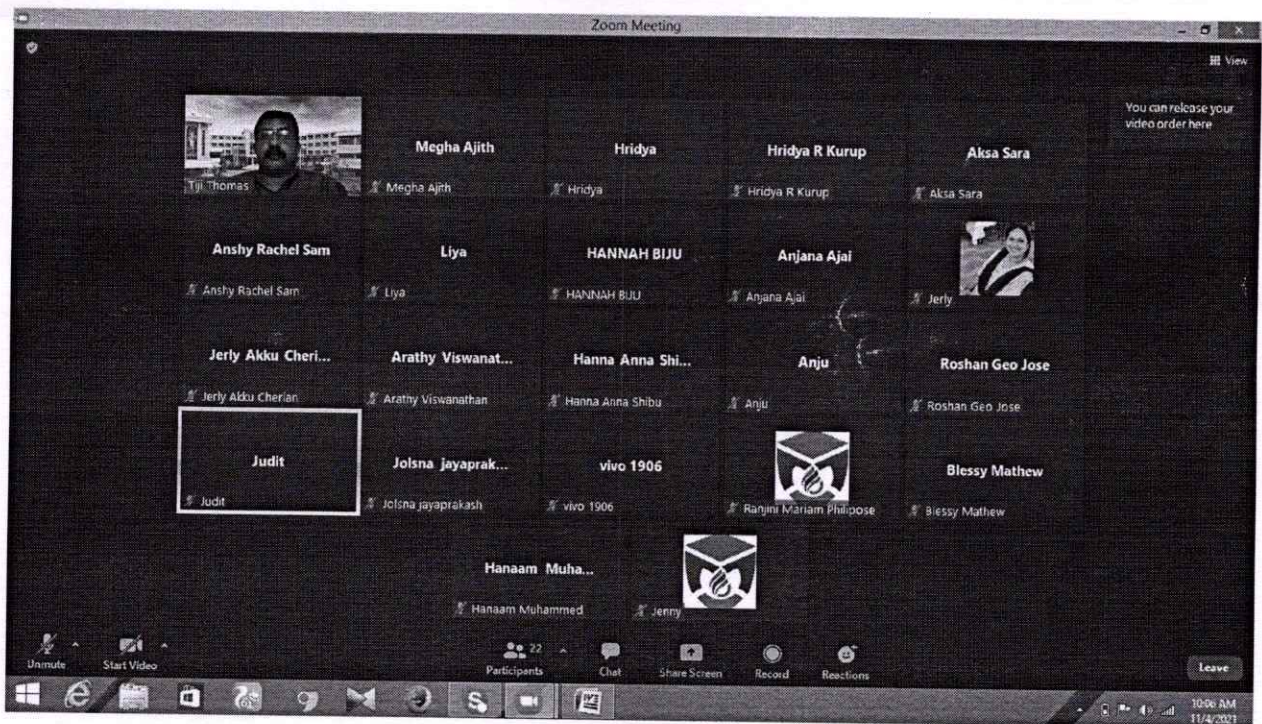 Zoom Meeting
View
You can release your
video order here
Tiji Thomas
Megha Ajith
Megha Ajith
Hridya
Hridya
Hridya R Kurup
Hridya R Kurup
Aksa Sara
Aksa Sara
Anshy Rachel Sam
Anshy Rachel Sam
Liya
Liya
HANNAH BIJU
HANNAH BIJU
Anjana Ajai
Anjana Ajai
Jerly
Jerly Akku Cheri...
Jerly Akku Cherian
Arathy Viswanat...
Arathy Viswanathan
Hanna Anna Shi...
Hanna Anna Shibu
Anju
Anju
Roshan Geo Jose
Roshan Geo Jose
Judit
Judit
Jolsna jayaprak...
Jolsna jayaprakash
vivo 1906
vivo 1906
Ranjini Mariam Philipose
Blessy Mathew
Blessy Mathew
Hanaam Muha...
Hanaam Muhammed
Jenny
Unmute
Start Video
22
Participants
Chat
Share Screen
Record
Reactions
Leave
10:06 AM
11/4/2021